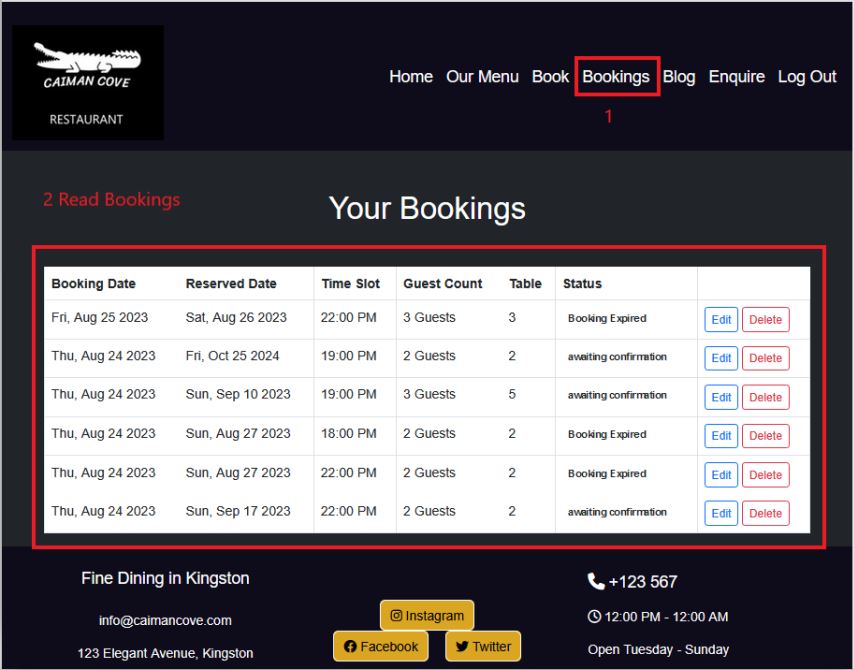 CAIMAN COVE
RESTAURANT
Home Our Menu Book Bookings Blog Enquire Log Out
1
2 Read Bookings
Your Bookings
Booking Date Reserved Date Time Slot Guest Count Table Status
Fri, Aug 25 2023 Sat, Aug 26 2023 22:00 PM 3 Guests 3 Booking Expired Edit Delete
Thu, Aug 24 2023 Fri, Oct 25 2024 19:00 PM 2 Guests 2 awaiting confirmation Edit Delete
Thu, Aug 24 2023 Sun, Sep 10 2023 19:00 PM 3 Guests 5 awaiting confirmation Edit Delete
Thu, Aug 24 2023 Sun, Aug 27 2023 18:00 PM 2 Guests 2 Booking Expired Edit Delete
Thu, Aug 24 2023 Sun, Aug 27 2023 22:00 PM 2 Guests 2 Booking Expired Edit Delete
Thu, Aug 24 2023 Sun, Sep 17 2023 22:00 PM 2 Guests 2 awaiting confirmation Edit Delete
Fine Dining in Kingston
info@caimancove.com
123 Elegant Avenue, Kingston
Instagram
Facebook Twitter
+123 567
12:00 PM - 12:00 AM
Open Tuesday - Sunday